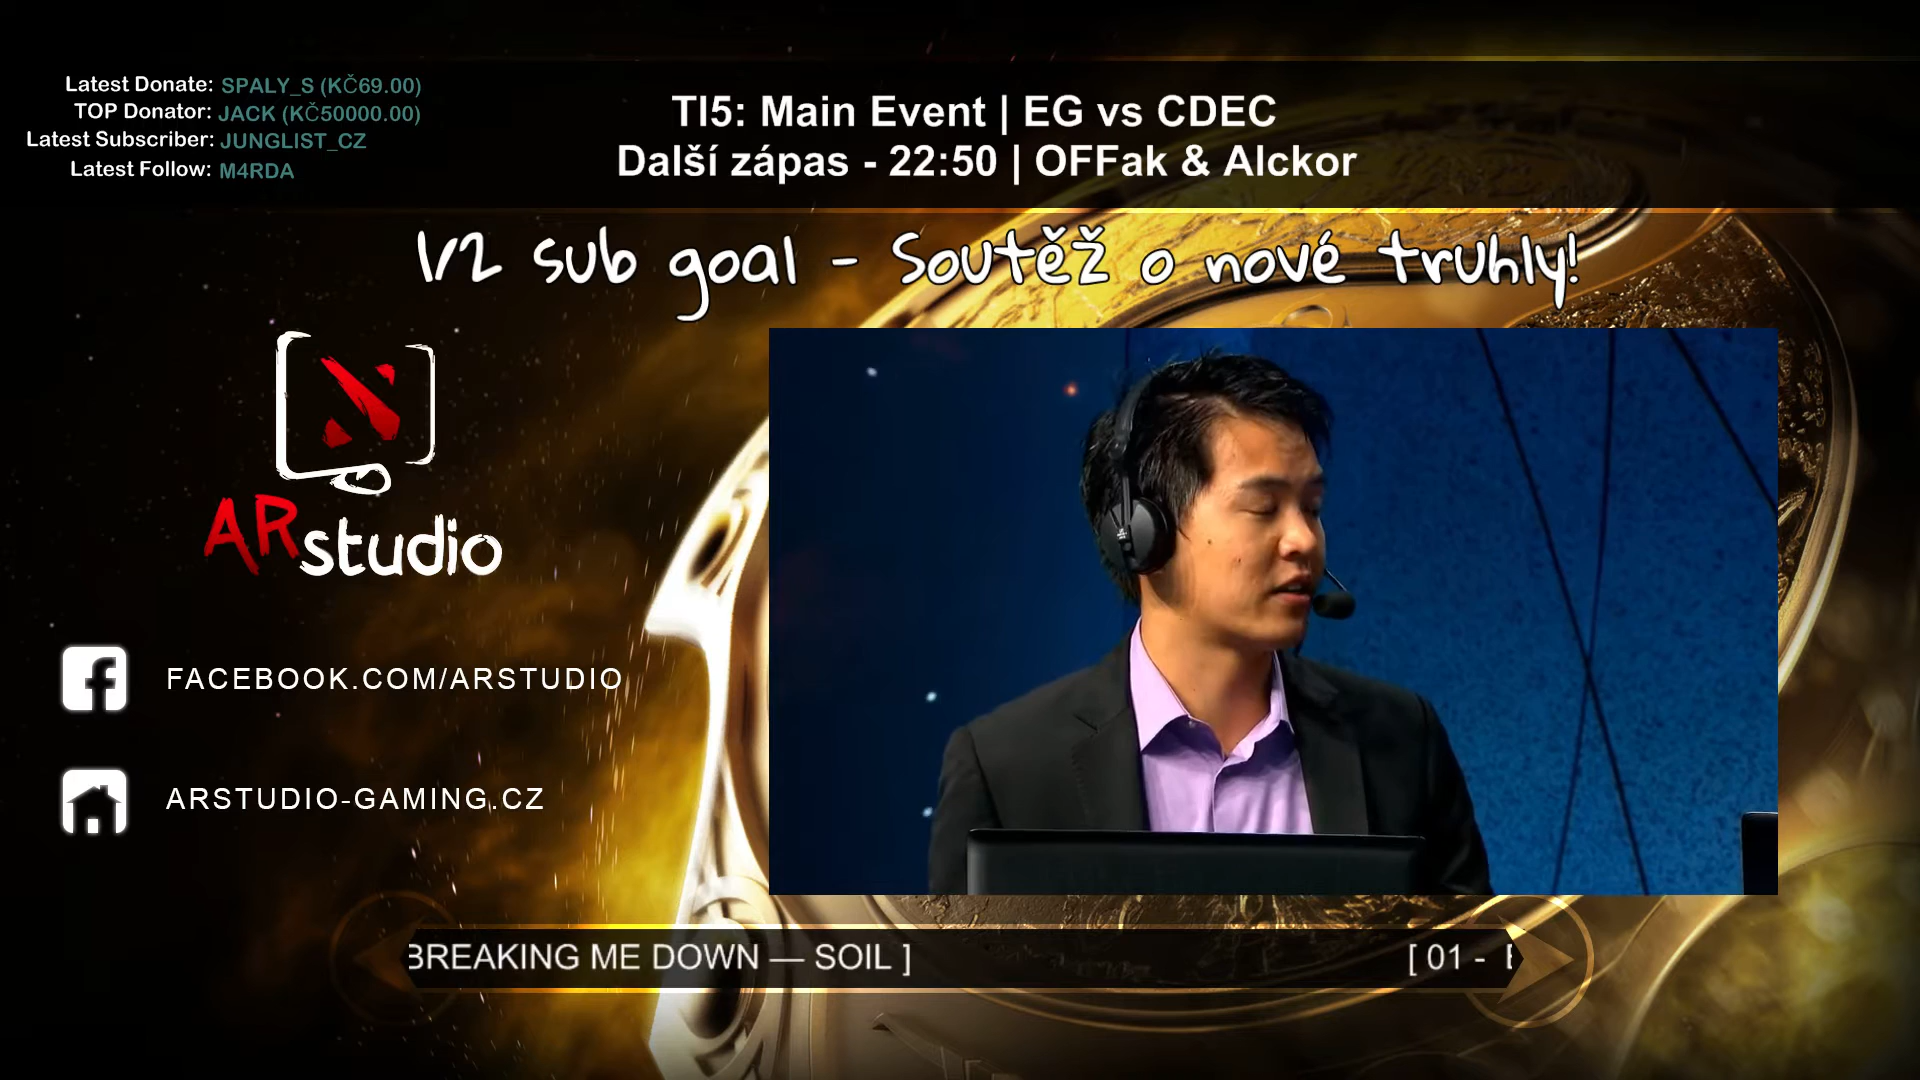 Latest Donate: SPALY_S (KČ69.00)
TOP Donator: JACK (KČ50000.00)
Latest Subscriber: JUNGLIST_CZ
Latest Follow: M4RDA
TI5: Main Event | EG vs CDEC
Další zápas - 22:50 | OFFak & Alckor
1/2 sub goal - Soutěž o nové truhly!
ARstudio
FACEBOOK.COM/ARSTUDIO
ARSTUDIO-GAMING.CZ
BREAKING ME DOWN — SOIL ] [ 01 -